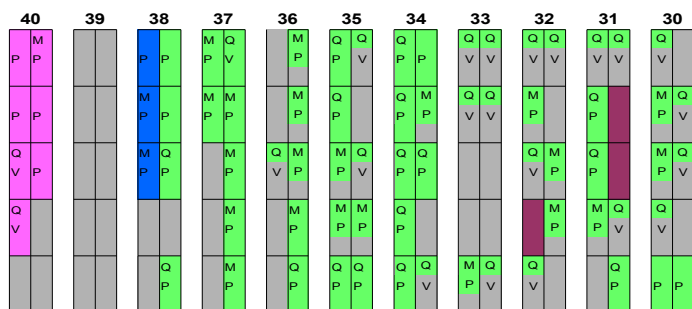 40 39 38 37 36 35 34 33 32 31 30
M M Q M Q Q Q Q Q Q Q Q Q Q
P P P P P V P P V P P V V V V V V V
M M M M Q Q M Q Q M Q M Q
P P P P P P P P P P V V P P P V
Q M Q M Q M M Q Q Q Q M Q M Q
V P P P P V P P V P P V P P P V
Q M M M M Q M M Q Q
V P P P P P P P V V
Q M Q Q Q Q Q M Q Q Q
P P P P P P V P V V P P P